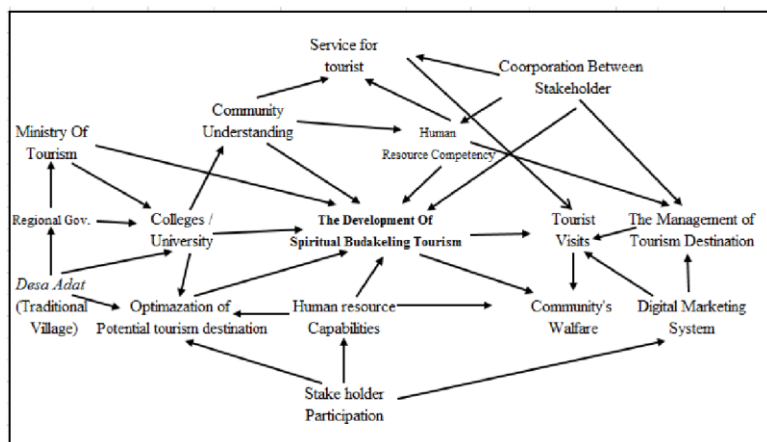 Service for
tourist
Coorporation Between
Stakeholder
Community
Understanding
Human
Resource Competency
Ministry Of
Tourism
Regional Gov.
Colleges /
University
The Development Of
Spiritual Budakeling Tourism
Tourist
Visits
The Management of
Tourism Destination
Desa Adat
(Traditional
Village)
Optimazation of
Potential tourism destination
Human resource
Capabilities
Community's
Walfare
Digital Marketing
System
Stake holder
Participation